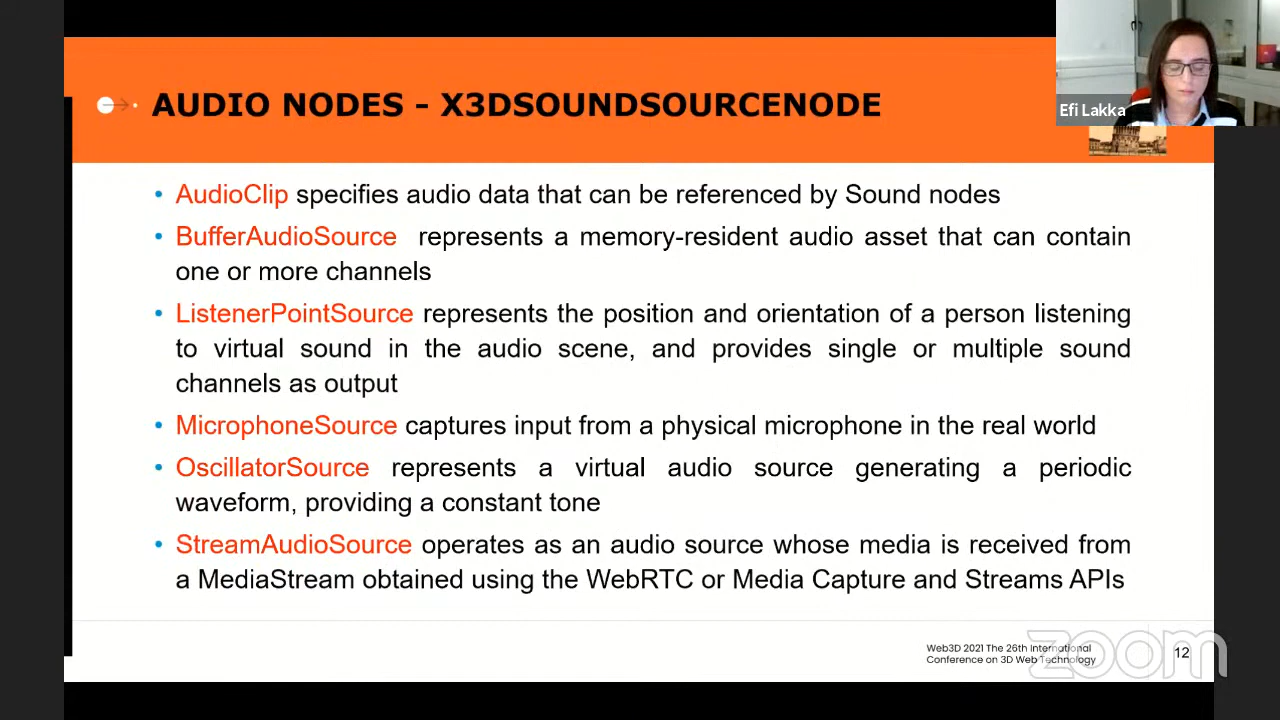 AUDIO NODES - X3DSOUNDSOURCENODE
Efi Lakka
• AudioClip specifies audio data that can be referenced by Sound nodes
• BufferAudioSource represents a memory-resident audio asset that can contain
one or more channels
• ListenerPointSource represents the position and orientation of a person listening
to virtual sound in the audio scene, and provides single or multiple sound
channels as output
• MicrophoneSource captures input from a physical microphone in the real world
• OscillatorSource represents a virtual audio source generating a periodic
waveform, providing a constant tone
• StreamAudioSource operates as an audio source whose media is received from
a MediaStream obtained using the WebRTC or Media Capture and Streams APIs
Web3D 2021 The 26th International
Conference on 3D Web Technology
zoom
12